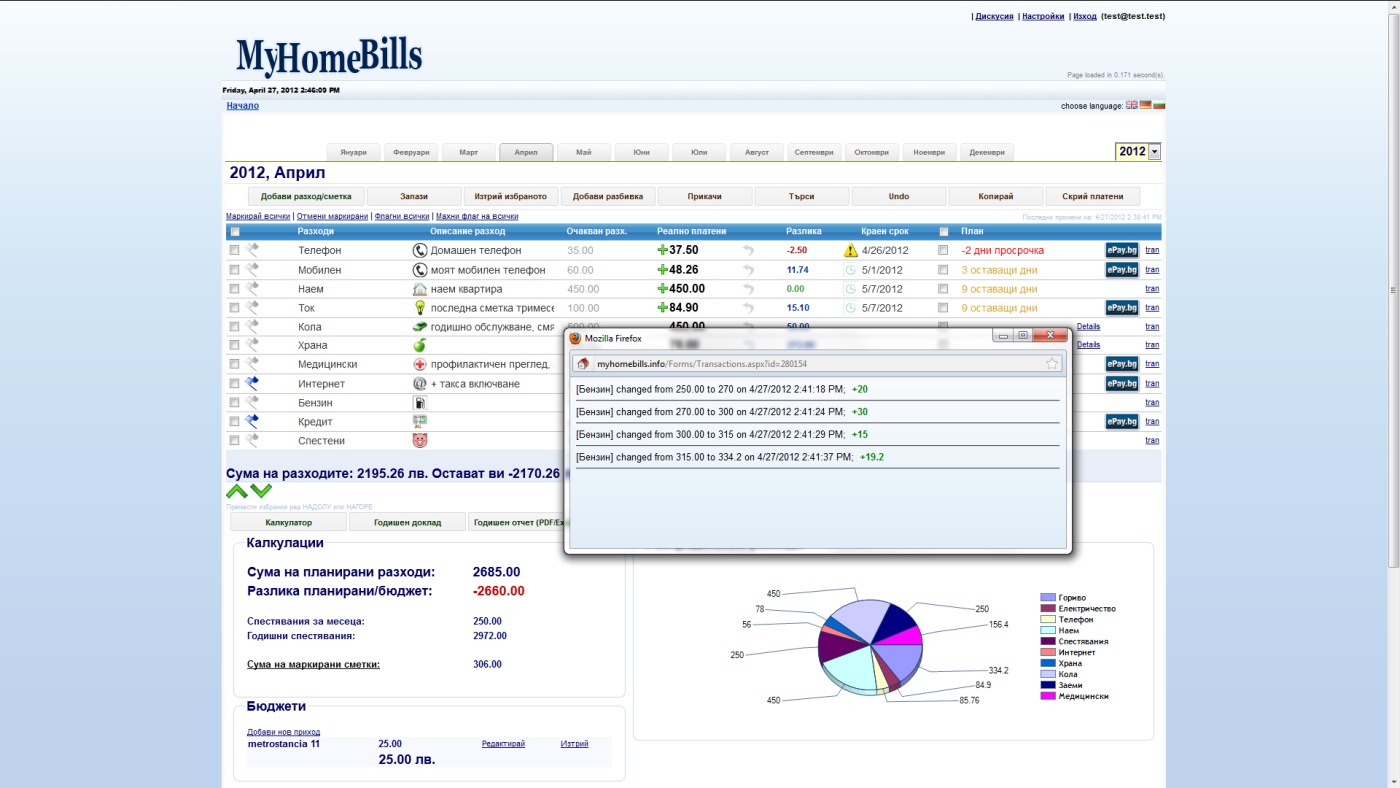 | Дискусия | Настройки | Изход (test@test.test)
MyHomeBills
Page loaded in 0.171 second(s).
Friday, April 27, 2012 2:46:09 PM
Начало
choose language:
Януари Февруари Март Април Май Юни Юли Август Септември Октомври Ноември Декември 2012
2012, Април
Добави разход/сметка Запази Изтрий избраното Добави разбивка Прикачи Търси Undo Копирай Скрий платени
Маркирай всички | Отмени маркирани | Флагни всички | Махни флаг на всички
Последни промени на: 4/27/2012 2:38:41 PM
Разходи Описание разход Очакван разх. Реално платени Разлика Краен срок План
Телефон Домашен телефон 35.00 37.50 -2.50 4/26/2012 -2 дни просрочка ePay.bg tran
Мобилен моят мобилен телефон 60.00 48.26 11.74 5/1/2012 3 оставащи дни ePay.bg tran
Наем наем квартира 450.00 450.00 0.00 5/7/2012 9 оставащи дни tran
Ток последна сметка тримесе 100.00 84.90 15.10 5/7/2012 9 оставащи дни ePay.bg tran
Кола годишно обслужване, смя 500.00 450.00 50.00 Details tran
Храна Details tran
Медицински профилактичен преглед, ePay.bg tran
Интернет + такса включване ePay.bg tran
Бензин tran
Кредит ePay.bg tran
Спестени tran
Mozilla Firefox
myhomebills.info/Forms/Transactions.aspx?id=280154
[Бензин] changed from 250.00 to 270 on 4/27/2012 2:41:18 PM; +20
[Бензин] changed from 270.00 to 300 on 4/27/2012 2:41:24 PM; +30
[Бензин] changed from 300.00 to 315 on 4/27/2012 2:41:29 PM; +15
[Бензин] changed from 315.00 to 334.2 on 4/27/2012 2:41:37 PM; +19.2
Сума на разходите: 2195.26 лв. Остават ви -2170.26
Премести избрания ред НАДОЛУ или НАГОРЕ
Калкулатор Годишен доклад Годишен отчет (PDF/Ex
Калкулации
Сума на планирани разходи: 2685.00
Разлика планирани/бюджет: -2660.00
Спестявания за месеца: 250.00
Годишни спестявания: 2972.00
Сума на маркирани сметки: 306.00
Бюджети
Добави нов приход
metrostancia 11 25.00 Редактирай Изтрий
25.00 лв.
450
78
56
250
450
250
156.4
334.2
84.9
85.76
Гориво
Електричество
Телефон
Наем
Спестявания
Интернет
Храна
Кола
Заеми
Медицински